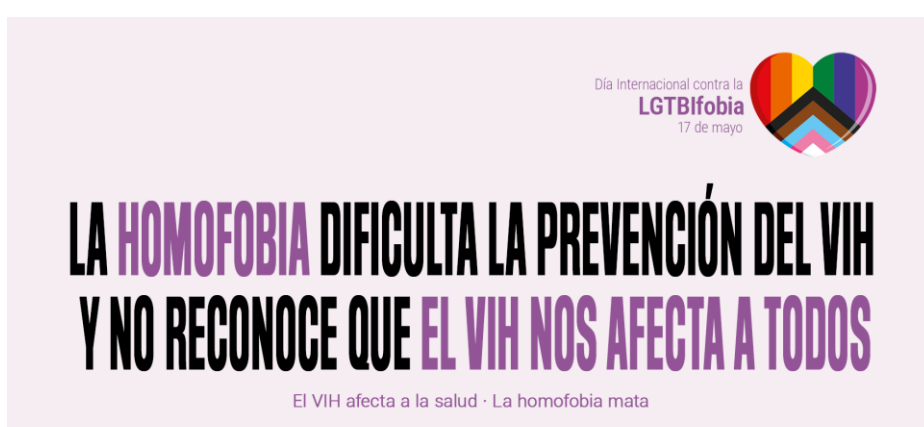 Día Internacional contra la
LGTBIfobia
17 de mayo
LA HOMOFOBIA DIFICULTA LA PREVENCIÓN DEL VIH
Y NO RECONOCE QUE EL VIH NOS AFECTA A TODOS
El VIH afecta a la salud · La homofobia mata